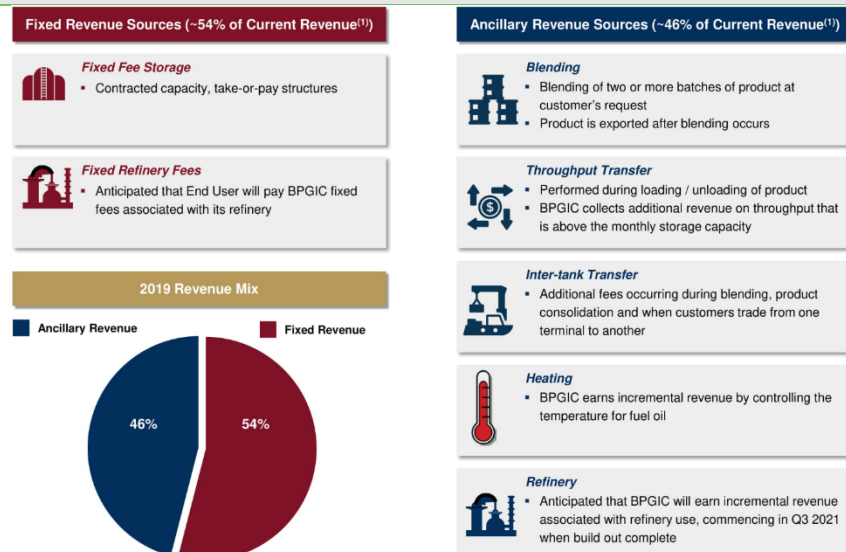 Fixed Revenue Sources (~54% of Current Revenue(1))
Fixed Fee Storage
▪ Contracted capacity, take-or-pay structures
Fixed Refinery Fees
▪ Anticipated that End User will pay BPGIC fixed
fees associated with its refinery
2019 Revenue Mix
Ancillary Revenue
Fixed Revenue
46%
54%
Ancillary Revenue Sources (~46% of Current Revenue(1))
Blending
▪ Blending of two or more batches of product at
customer's request
▪ Product is exported after blending occurs
Throughput Transfer
▪ Performed during loading / unloading of product
▪ BPGIC collects additional revenue on throughput that
is above the monthly storage capacity
$
Inter-tank Transfer
▪ Additional fees occurring during blending, product
consolidation and when customers trade from one
terminal to another
Heating
▪ BPGIC earns incremental revenue by controlling the
temperature for fuel oil
Refinery
▪ Anticipated that BPGIC will earn incremental revenue
associated with refinery use, commencing in Q3 2021
when build out complete